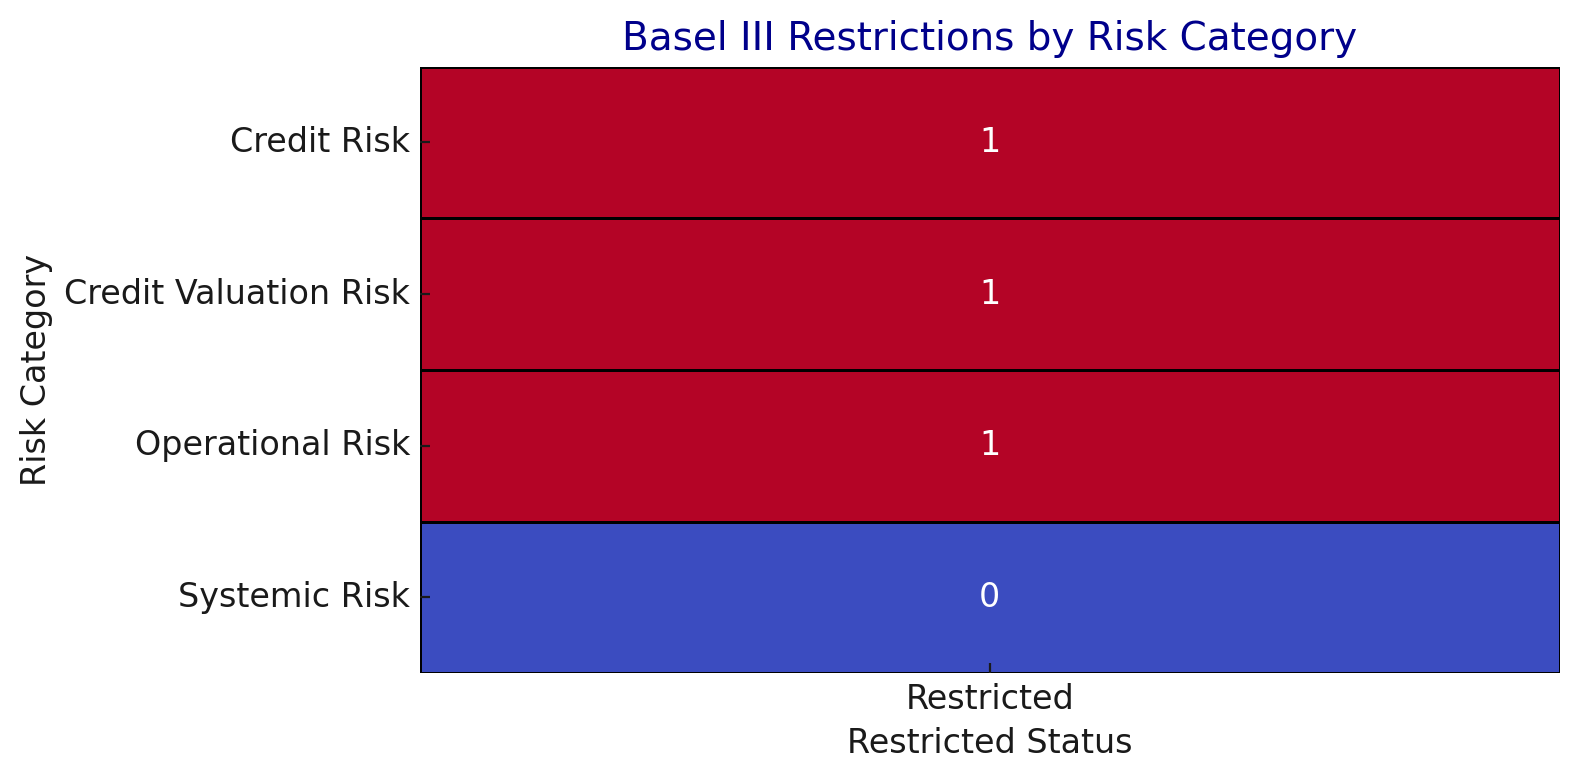 Basel III Restrictions by Risk Category
Risk Category
Credit Risk
1
Credit Valuation Risk
1
Operational Risk
1
Systemic Risk
0
Restricted
Restricted Status